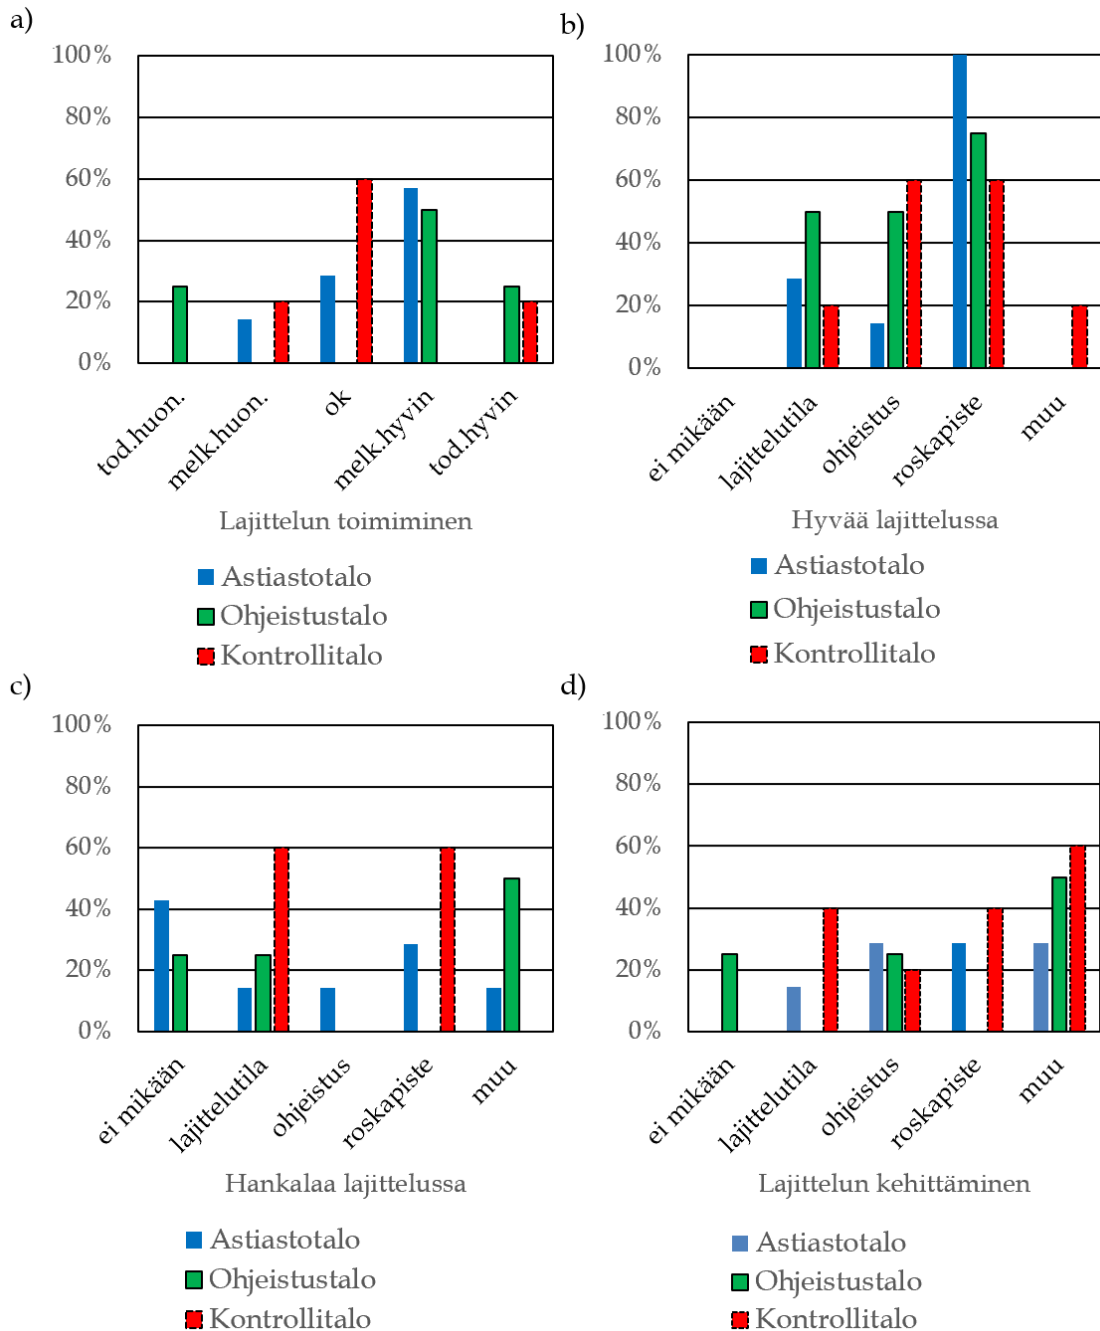 a)
100%
80%
60%
40%
20%
0%
tod.huon.
melk.huon.
ok
melk.hyvin
tod.hyvin
Lajittelun toimiminen
Astiastotalo
Ohjeistustalo
Kontrollitalo
b)
100%
80%
60%
40%
20%
0%
ei mikään
lajittelutila
ohjeistus
roskapiste
muu
Hyvää lajittelussa
Astiastotalo
Ohjeistustalo
Kontrollitalo
c)
100%
80%
60%
40%
20%
0%
ei mikään
lajittelutila
ohjeistus
roskapiste
muu
Hankalaa lajittelussa
Astiastotalo
Ohjeistustalo
Kontrollitalo
d)
100%
80%
60%
40%
20%
0%
ei mikään
lajittelutila
ohjeistus
roskapiste
muu
Lajittelun kehittäminen
Astiastotalo
Ohjeistustalo
Kontrollitalo